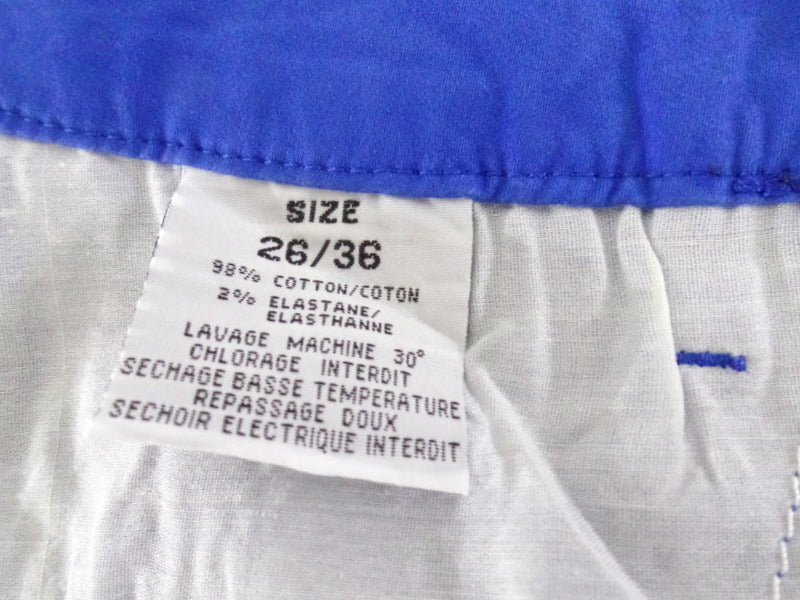 SIZE
26/36
98% COTTON/COTON
2% ELASTANE/
ELASTHANNE
LAVAGE MACHINE 30°
CHLORAGE INTERDIT
SECHAGE BASSE TEMPERATURE
REPASSAGE DOUX
SECHOIR ELECTRIQUE INTERDIT